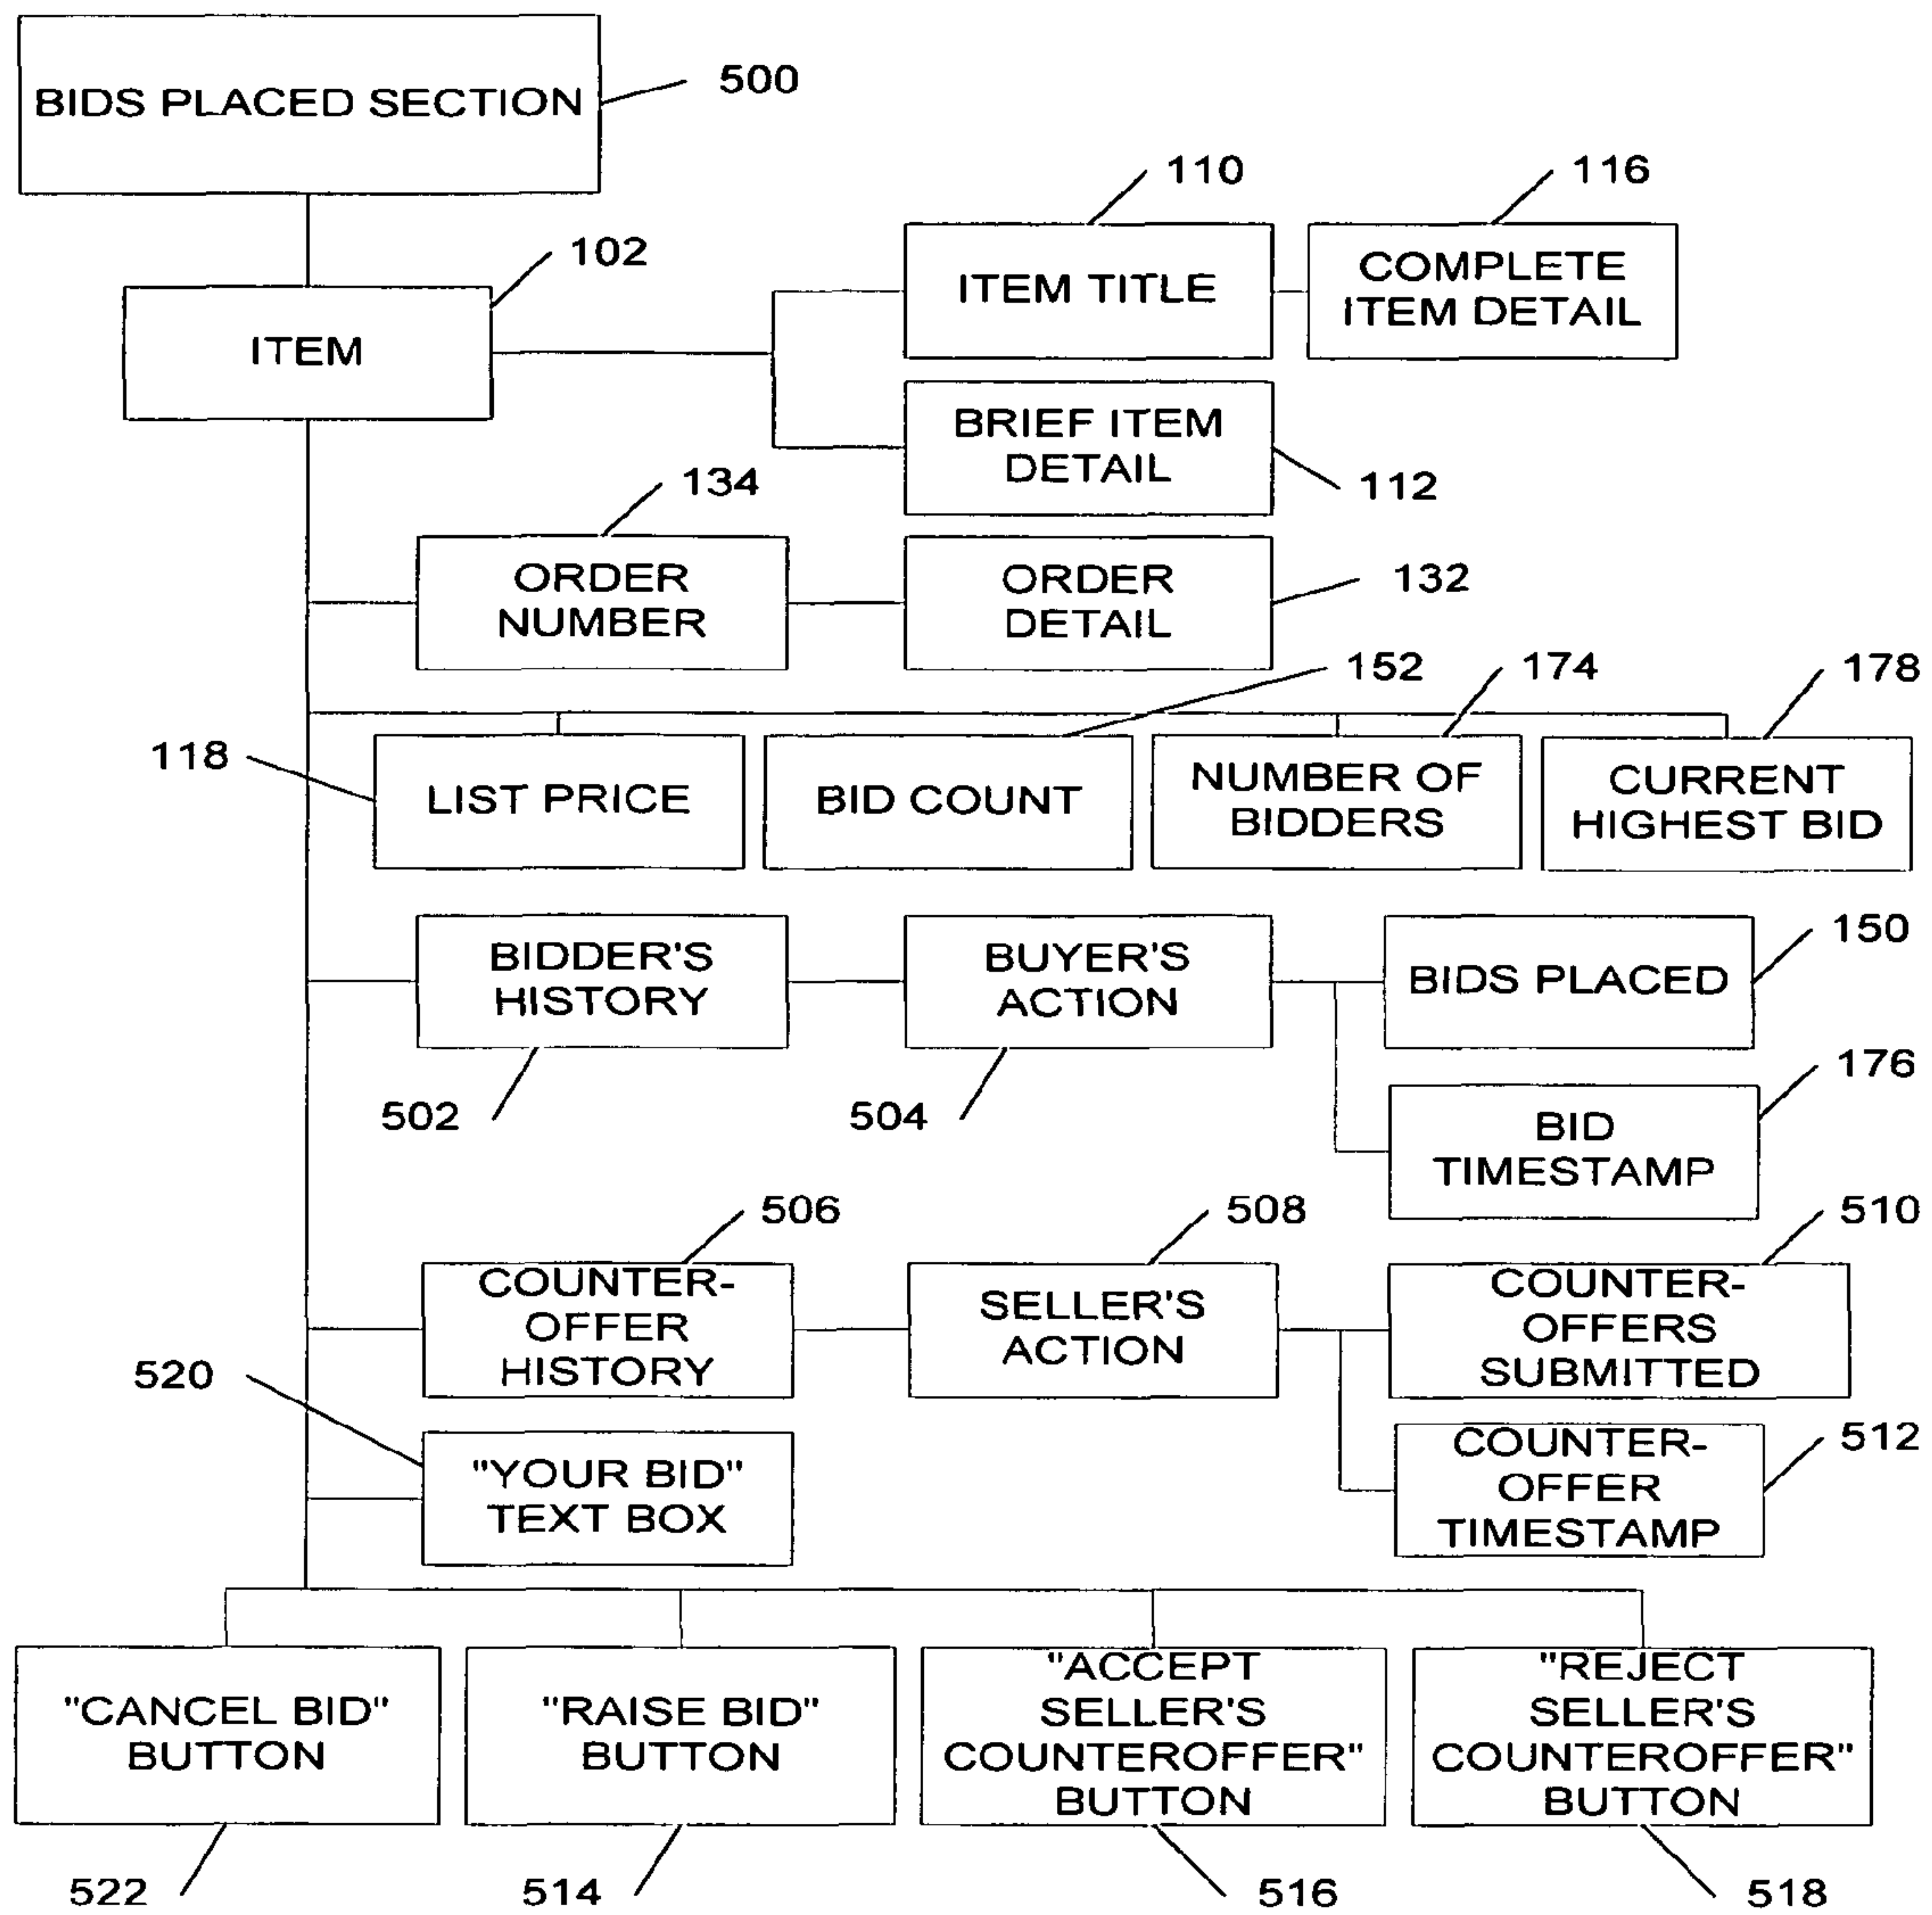 500
BIDS PLACED SECTION
110
116
102
ITEM TITLE
COMPLETE
ITEM DETAIL
ITEM
BRIEF ITEM
DETAIL
112
134
ORDER
NUMBER
ORDER
DETAIL
132
152
174
178
118
LIST PRICE
BID COUNT
NUMBER OF
BIDDERS
CURRENT
HIGHEST BID
BIDDER'S
HISTORY
BUYER'S
ACTION
BIDS PLACED
150
502
504
176
BID
TIMESTAMP
506
508
510
COUNTER-
OFFER
HISTORY
SELLER'S
ACTION
COUNTER-
OFFERS
SUBMITTED
520
"YOUR BID"
TEXT BOX
COUNTER-
OFFER
TIMESTAMP
512
"CANCEL BID"
BUTTON
"RAISE BID"
BUTTON
"ACCEPT
SELLER'S
COUNTEROFFER"
BUTTON
"REJECT
SELLER'S
COUNTEROFFER"
BUTTON
522
514
516
518